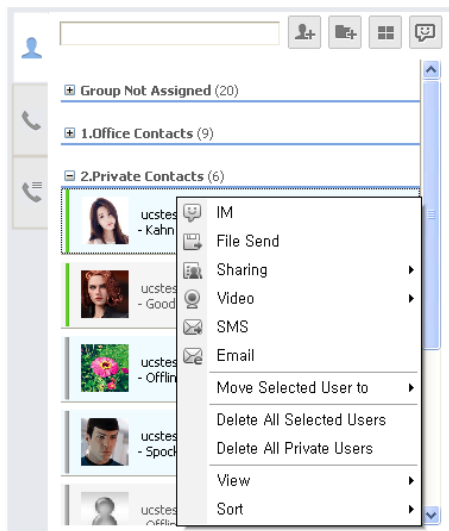 Group Not Assigned (20)
1.Office Contacts (9)
2.Private Contacts (6)
ucstes
- Kahn
ucstes
- Good
ucstes
- Offlin
ucstes
- Spock
ucstes
- Offlin
IM
File Send
Sharing
Video
SMS
Email
Move Selected User to
Delete All Selected Users
Delete All Private Users
View
Sort